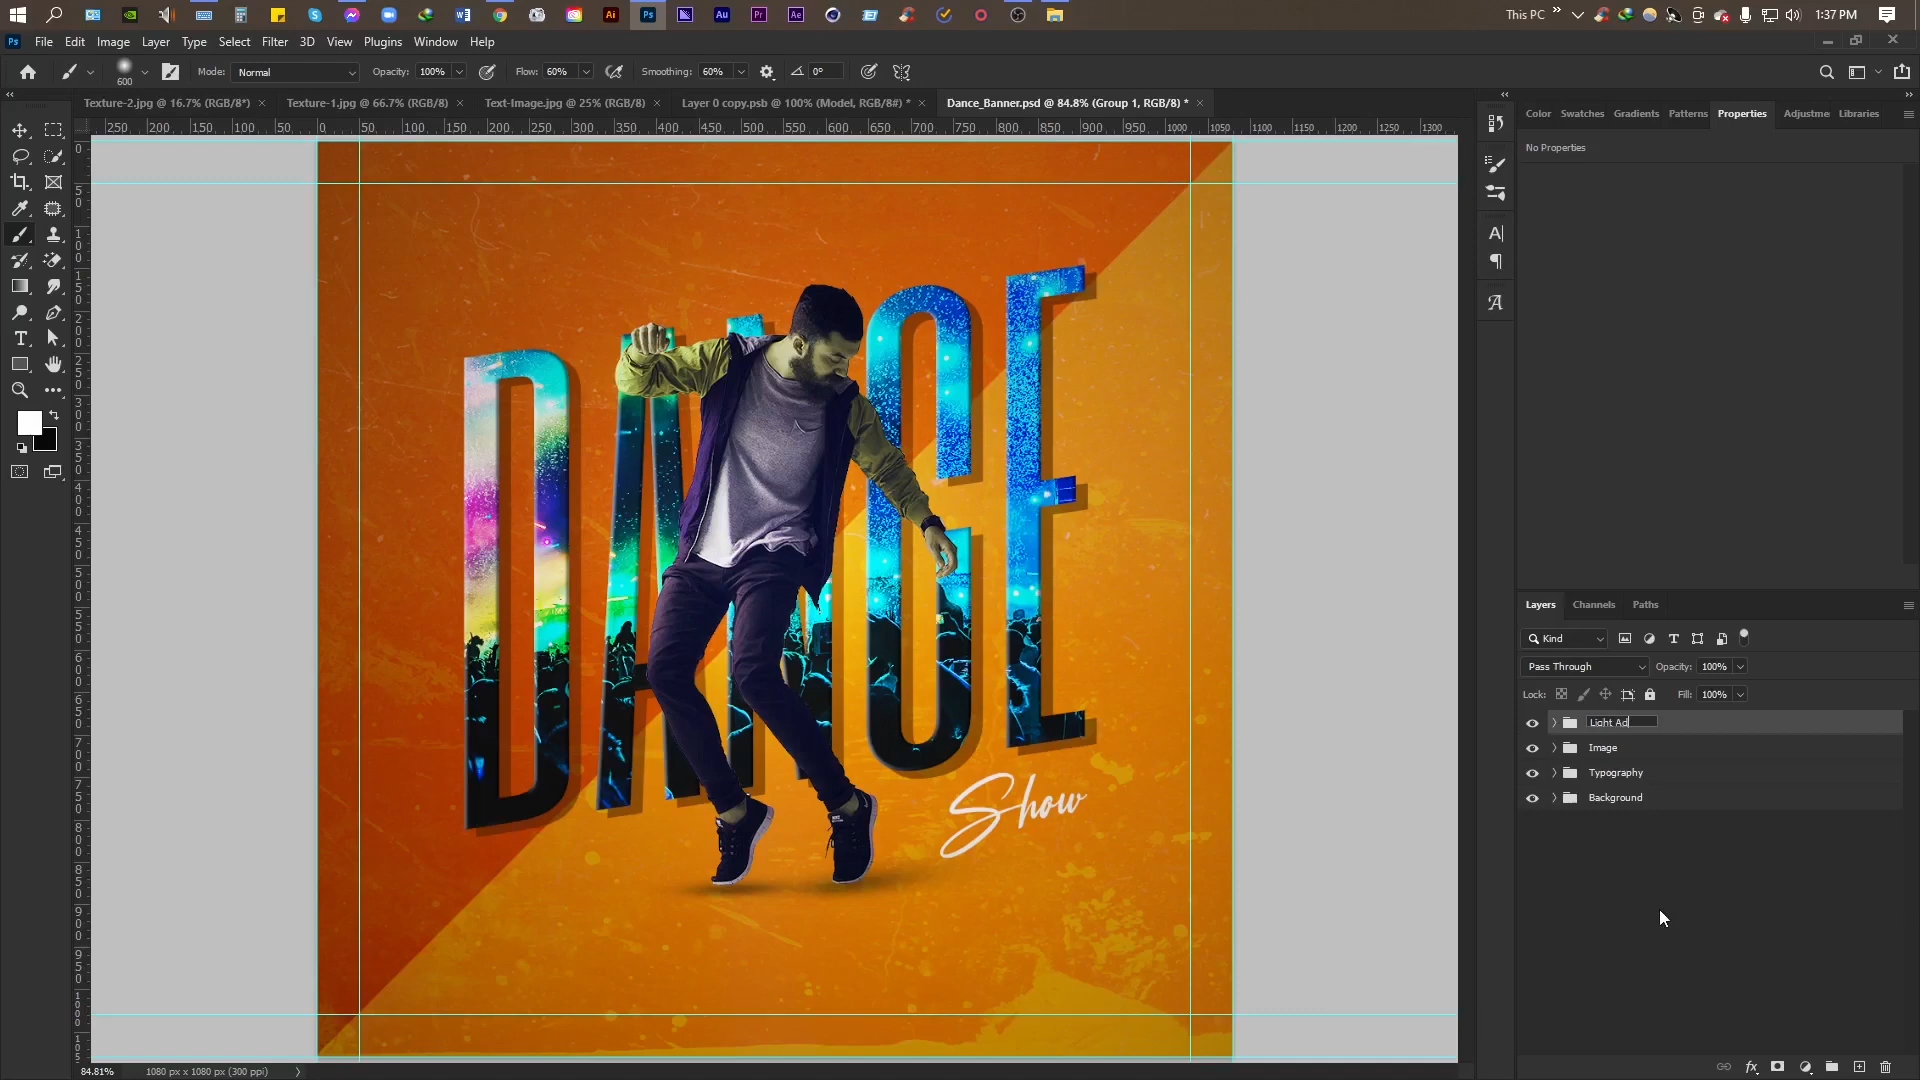 This PC
1:37 PM
Ps
File Edit Image Layer Type Select Filter 3D View Plugins Window Help
600 Mode: Normal Opacity: 100% Flow: 60% Smoothing: 60% 0°
Texture-2.jpg @ 16.7% (RGB/8*) Texture-1.jpg @ 66.7% (RGB/8) Text-Image.jpg @ 25% (RGB/8) Layer 0 copy.psb @ 100% (Model, RGB/8#) * Dance_Banner.psd @ 84.8% (Group 1, RGB/8) *
250 200 150 100 50 0 50 100 150 200 250 300 350 400 450 500 550 600 650 700 750 800 850 900 950 1000 1050 1100 1150 1200 1250 1300
Color Swatches Gradients Patterns Properties Adjustme Libraries
No Properties
DANCE
Show
Layers Channels Paths
Kind
Pass Through Opacity: 100%
Lock: Fill: 100%
Light Ad
Image
Typography
Background
84.81% 1080 px x 1080 px (300 ppi)